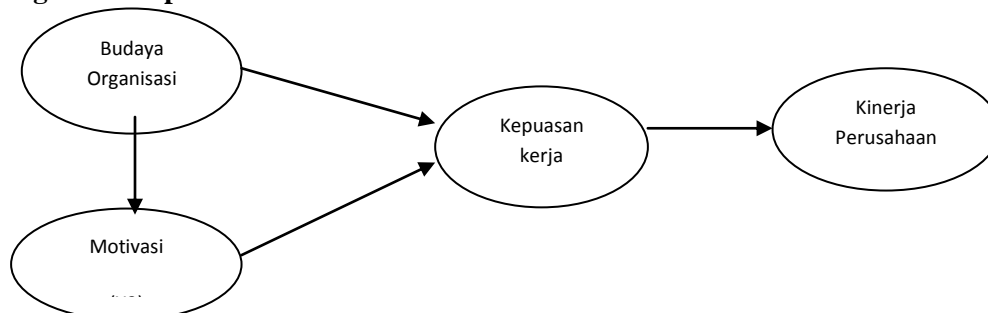 Budaya
Organisasi
Kepuasan
kerja
Kinerja
Perusahaan
Motivasi